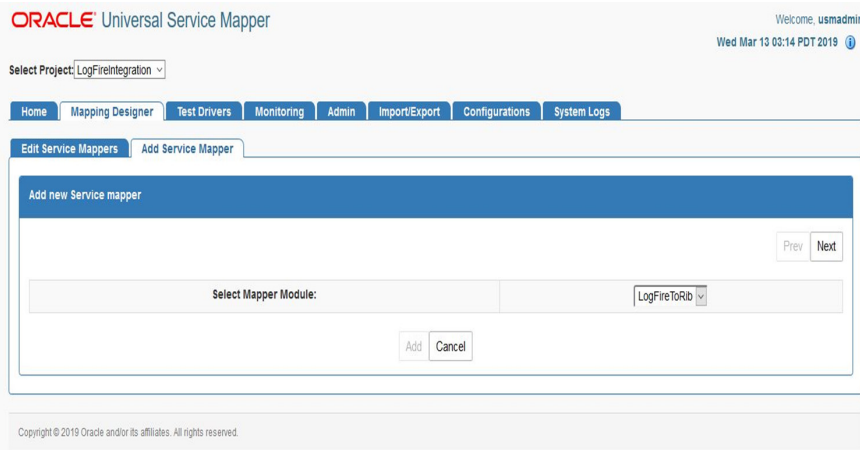 ORACLE Universal Service Mapper
Welcome, usmadmin
Wed Mar 13 03:14 PDT 2019
Select Project: LogFireIntegration
Home Mapping Designer Test Drivers Monitoring Admin Import/Export Configurations System Logs
Edit Service Mappers Add Service Mapper
Add new Service mapper
Prev Next
Select Mapper Module: LogFireToRib
Add Cancel
Copyright © 2019 Oracle and/or its affiliates. All rights reserved.